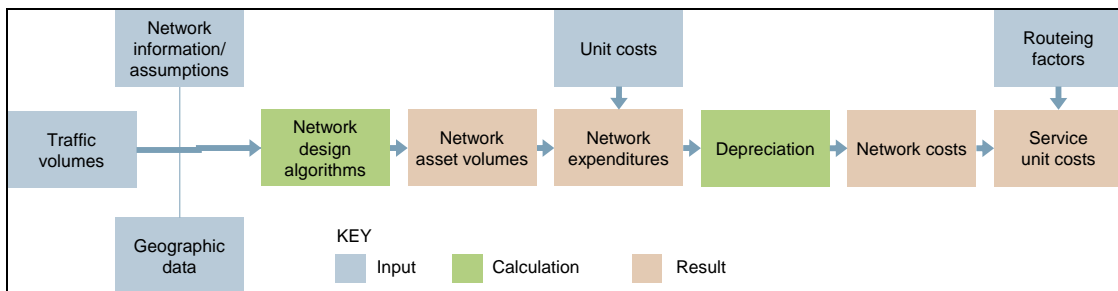 Network
information/
assumptions
Unit costs
Routeing
factors
Traffic
volumes
Network
design
algorithms
Network
asset volumes
Network
expenditures
Depreciation
Network costs
Service
unit costs
Geographic
data
KEY
Input
Calculation
Result